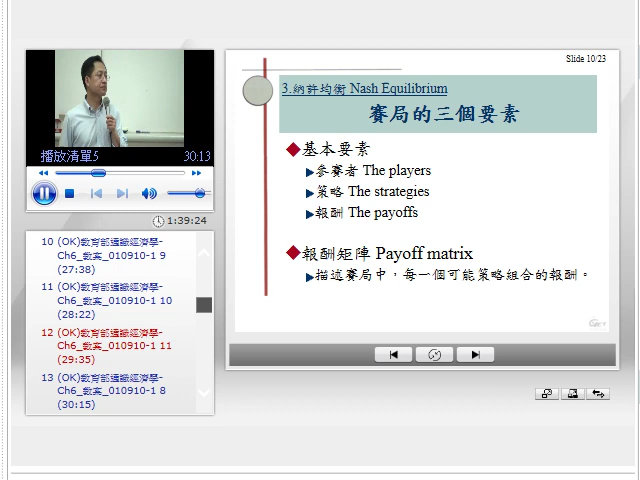 Slide 10/23
3.納許均衡 Nash Equilibrium
賽局的三個要素
基本要素
參賽者 The players
策略 The strategies
報酬 The payoffs
報酬矩陣 Payoff matrix
描述賽局中，每一個可能策略組合的報酬。
播放清單5 30:13
1:39:24
10 (OK)教育部通識經濟學-
Ch6_教案_010910-1 9
(27:38)
11 (OK)教育部通識經濟學-
Ch6_教案_010910-1 10
(28:22)
12 (OK)教育部通識經濟學-
Ch6_教案_010910-1 11
(29:35)
13 (OK)教育部通識經濟學-
Ch6_教案_010910-1 8
(30:15)